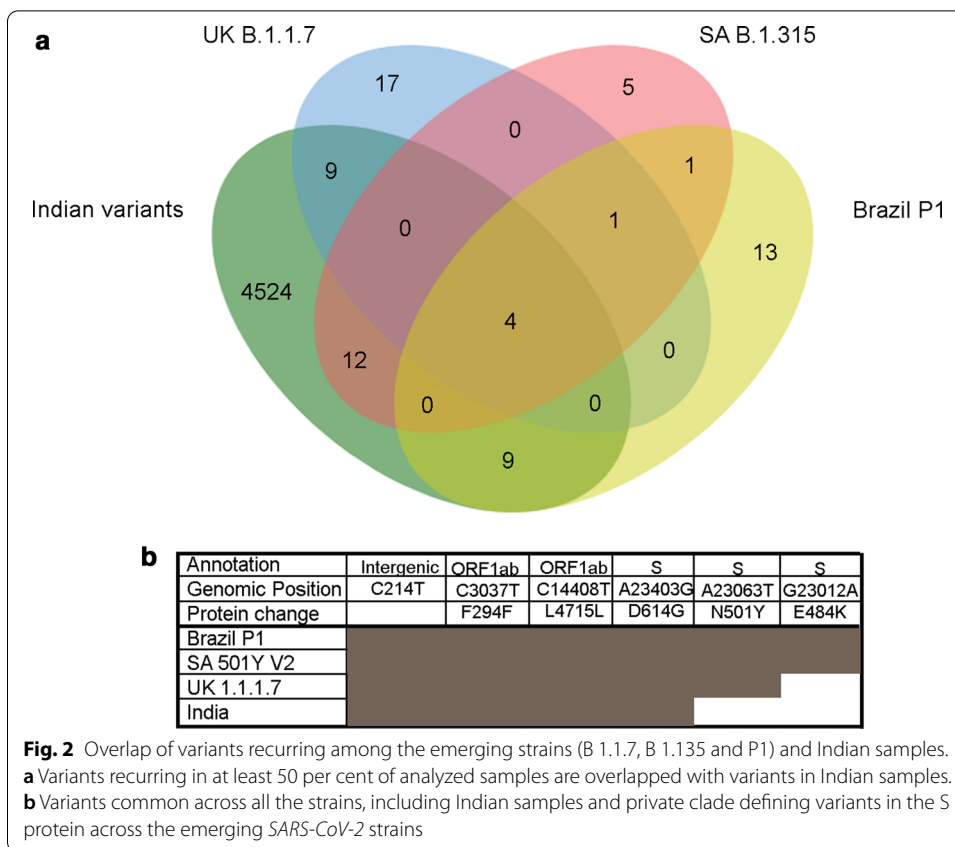 a
UK B.1.1.7
SA B.1.315
17
5
0
9
1
Indian variants
Brazil P1
0
1
13
4524
4
12
0
0
0
9
b
Annotation Intergenic ORF1ab ORF1ab S S S
Genomic Position C214T C3037T C14408T A23403G A23063T G23012A
Protein change F294F L4715L D614G N501Y E484K
Brazil P1
SA 501Y V2
UK 1.1.1.7
India
Fig. 2 Overlap of variants recurring among the emerging strains (B 1.1.7, B 1.135 and P1) and Indian samples.
a Variants recurring in at least 50 per cent of analyzed samples are overlapped with variants in Indian samples.
b Variants common across all the strains, including Indian samples and private clade defining variants in the S
protein across the emerging SARS-CoV-2 strains